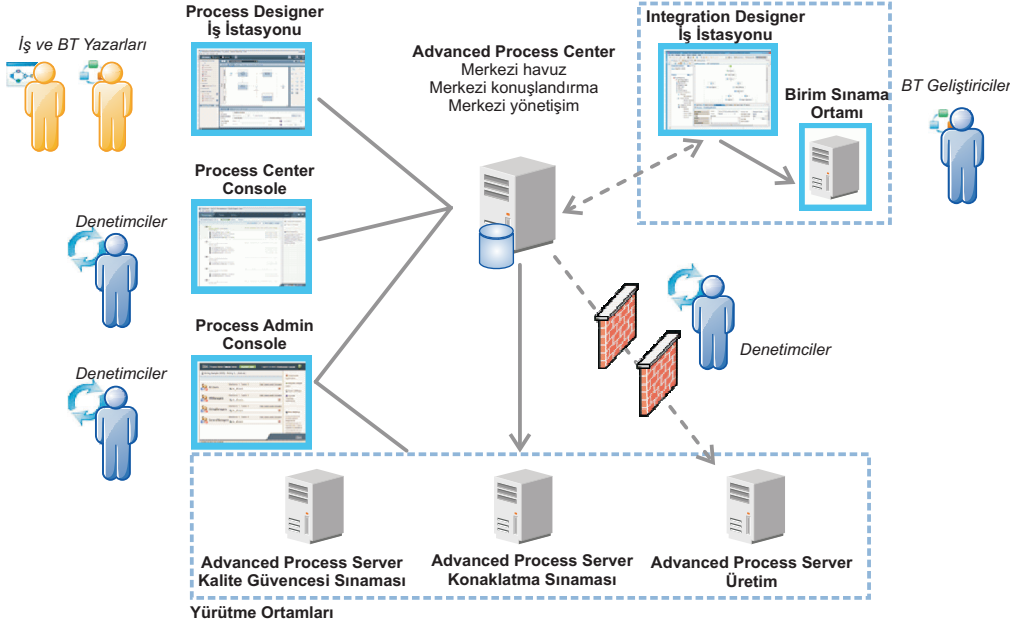 Process Designer
İş İstasyonu
İş ve BT Yazarları
Advanced Process Center
Merkezi havuz
Merkezi konuşlandırma
Merkezi yönetişim
Integration Designer
İş İstasyonu
Birim Sınama
Ortamı
BT Geliştiriciler
Process Center
Console
Denetimciler
Process Admin
Console
Denetimciler
Denetimciler
Advanced Process Server
Kalite Güvencesi Sınaması
Advanced Process Server
Konaklatma Sınaması
Advanced Process Server
Üretim
Yürütme Ortamları